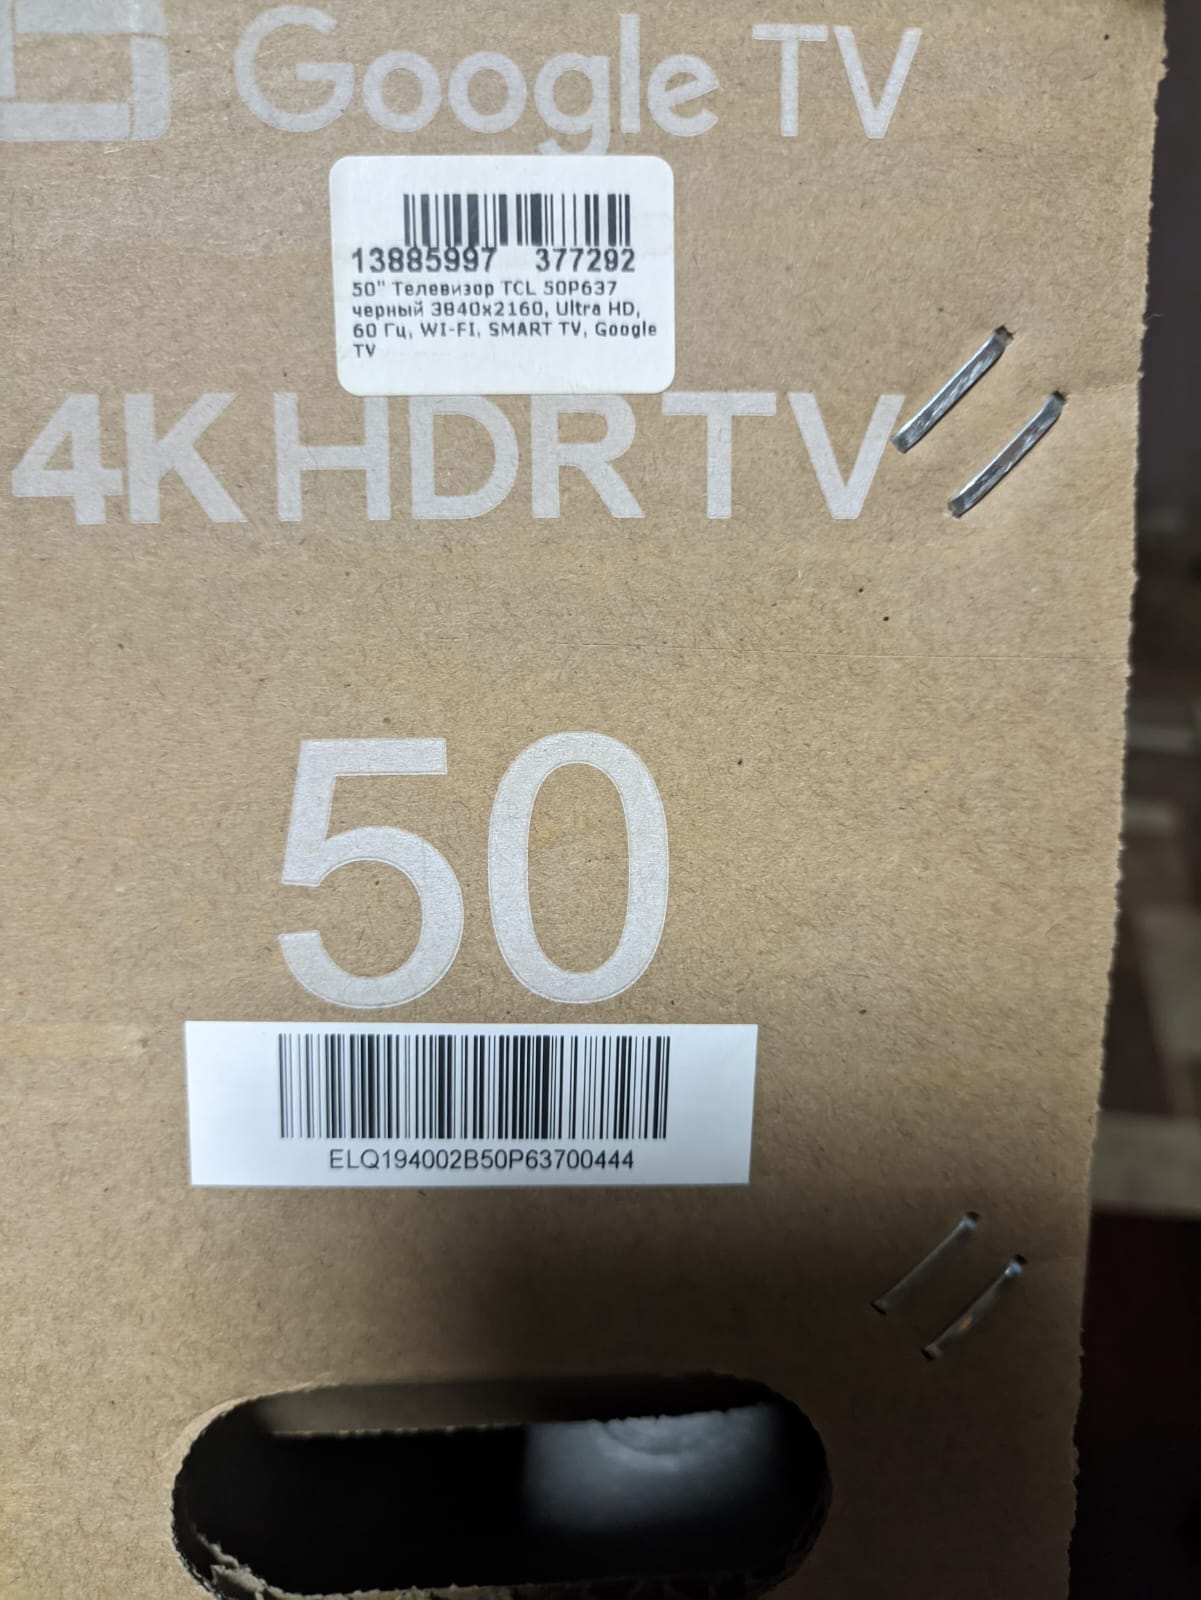 Google TV
13885997 377292
50" Телевизор TCL 50P637
черный 3840x2160, Ultra HD,
60 Гц, WI-FI, SMART TV, Google
TV
4K HDR TV
50
ELQ194002B50P63700444